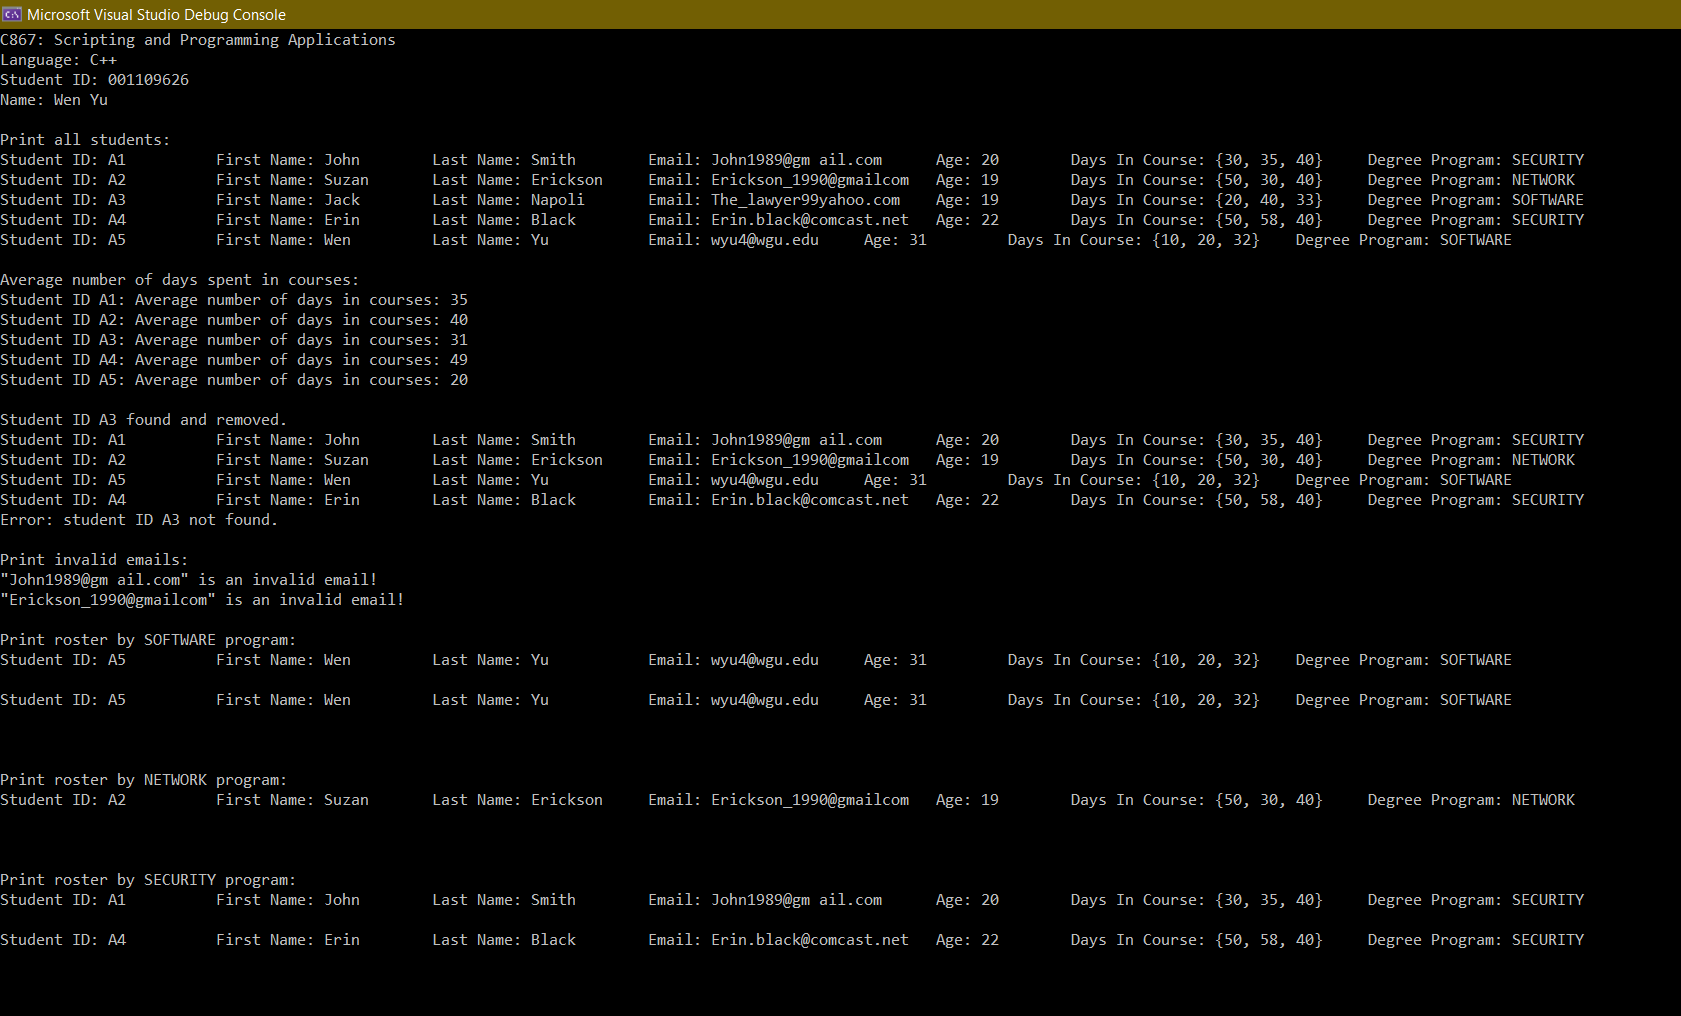 Microsoft Visual Studio Debug Console
C867: Scripting and Programming Applications
Language: C++
Student ID: 001109626
Name: Wen Yu
Print all students:
Student ID: A1 First Name: John Last Name: Smith Email: John1989@gm ail.com Age: 20 Days In Course: {30, 35, 40} Degree Program: SECURITY
Student ID: A2 First Name: Suzan Last Name: Erickson Email: Erickson_1990@gmailcom Age: 19 Days In Course: {50, 30, 40} Degree Program: NETWORK
Student ID: A3 First Name: Jack Last Name: Napoli Email: The_lawyer99yahoo.com Age: 19 Days In Course: {20, 40, 33} Degree Program: SOFTWARE
Student ID: A4 First Name: Erin Last Name: Black Email: Erin.black@comcast.net Age: 22 Days In Course: {50, 58, 40} Degree Program: SECURITY
Student ID: A5 First Name: Wen Last Name: Yu Email: wyu4@wgu.edu Age: 31 Days In Course: {10, 20, 32} Degree Program: SOFTWARE
Average number of days spent in courses:
Student ID A1: Average number of days in courses: 35
Student ID A2: Average number of days in courses: 40
Student ID A3: Average number of days in courses: 31
Student ID A4: Average number of days in courses: 49
Student ID A5: Average number of days in courses: 20
Student ID A3 found and removed.
Student ID: A1 First Name: John Last Name: Smith Email: John1989@gm ail.com Age: 20 Days In Course: {30, 35, 40} Degree Program: SECURITY
Student ID: A2 First Name: Suzan Last Name: Erickson Email: Erickson_1990@gmailcom Age: 19 Days In Course: {50, 30, 40} Degree Program: NETWORK
Student ID: A5 First Name: Wen Last Name: Yu Email: wyu4@wgu.edu Age: 31 Days In Course: {10, 20, 32} Degree Program: SOFTWARE
Student ID: A4 First Name: Erin Last Name: Black Email: Erin.black@comcast.net Age: 22 Days In Course: {50, 58, 40} Degree Program: SECURITY
Error: student ID A3 not found.
Print invalid emails:
"John1989@gm ail.com" is an invalid email!
"Erickson_1990@gmailcom" is an invalid email!
Print roster by SOFTWARE program:
Student ID: A5 First Name: Wen Last Name: Yu Email: wyu4@wgu.edu Age: 31 Days In Course: {10, 20, 32} Degree Program: SOFTWARE
Student ID: A5 First Name: Wen Last Name: Yu Email: wyu4@wgu.edu Age: 31 Days In Course: {10, 20, 32} Degree Program: SOFTWARE
Print roster by NETWORK program:
Student ID: A2 First Name: Suzan Last Name: Erickson Email: Erickson_1990@gmailcom Age: 19 Days In Course: {50, 30, 40} Degree Program: NETWORK
Print roster by SECURITY program:
Student ID: A1 First Name: John Last Name: Smith Email: John1989@gm ail.com Age: 20 Days In Course: {30, 35, 40} Degree Program: SECURITY
Student ID: A4 First Name: Erin Last Name: Black Email: Erin.black@comcast.net Age: 22 Days In Course: {50, 58, 40} Degree Program: SECURITY